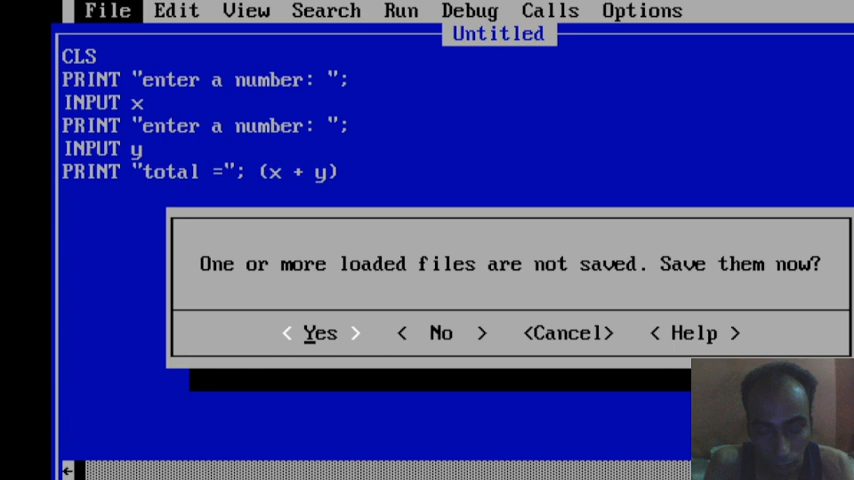 File Edit View Search Run Debug Calls Options
Untitled
CLS
PRINT "enter a number: ";
INPUT x
PRINT "enter a number: ";
INPUT y
PRINT "total ="; (x + y)
One or more loaded files are not saved. Save them now?
< Yes > < No > <Cancel> < Help >